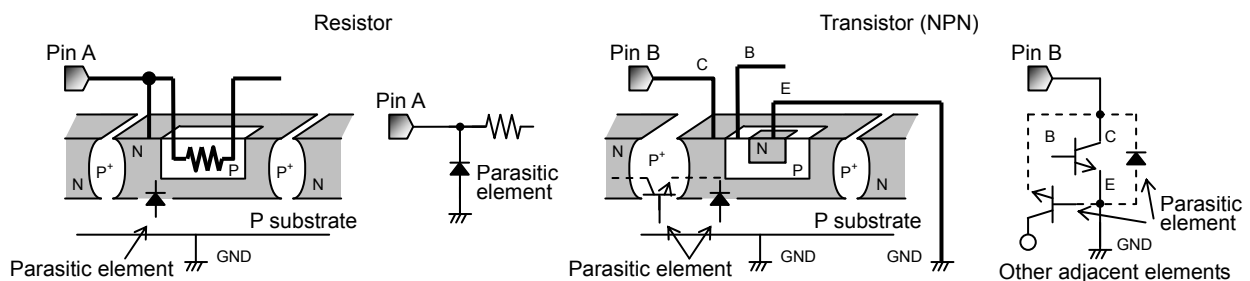 Resistor
Transistor (NPN)
Pin A
N
P+
N
P
P+
N
P substrate
GND
Parasitic element
Pin A
Parasitic
element
Pin B
C
B
E
N
P+
N
P
P+
N
P substrate
GND
GND
Parasitic element
Pin B
B
C
E
Parasitic
element
GND
Other adjacent elements